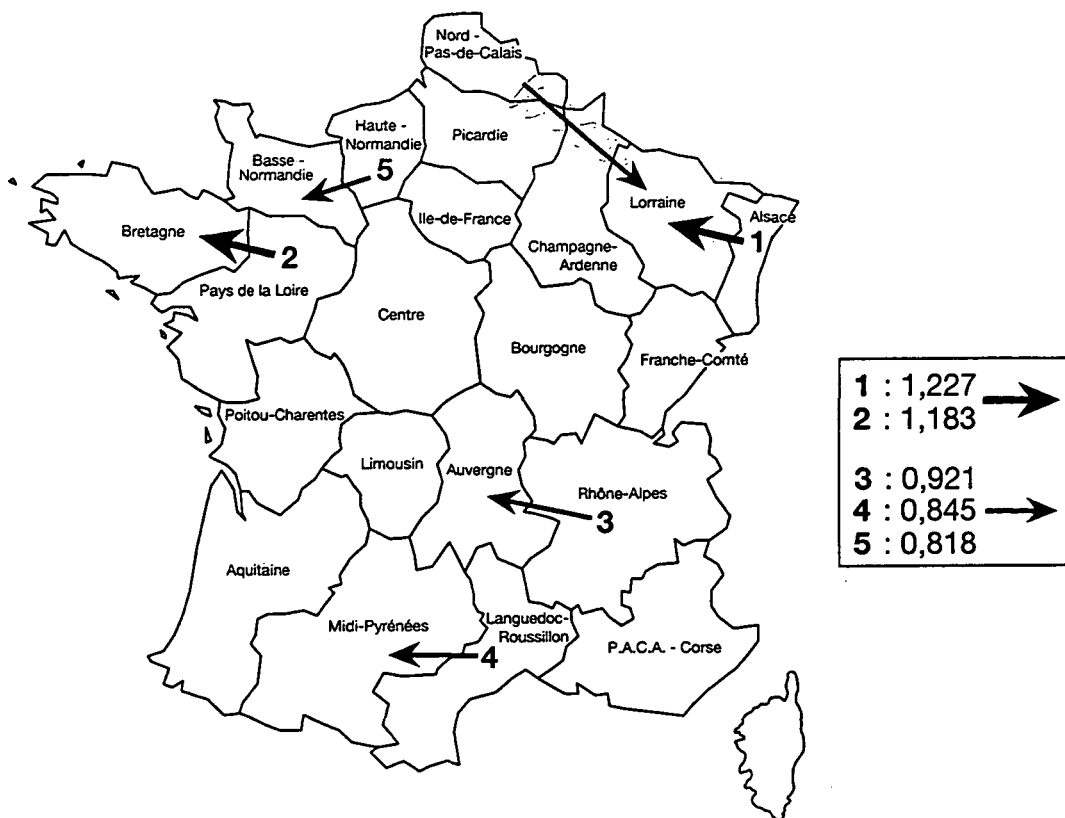 Nord -
Pas-de-Calais
Haute -
Normandie
Picardie
5
Basse -
Normandie
Lorraine
Alsace
Ile-de-France
Bretagne
1
Champagne-
Ardenne
2
Pays de la Loire
Centre
Bourgogne
Franche-Comté
Poitou-Charentes
Limousin
Auvergne
Rhône-Alpes
3
Aquitaine
Midi-Pyrénées
Languedoc-
Roussillon
P.A.C.A. - Corse
4
1 : 1,227
2 : 1,183
3 : 0,921
4 : 0,845
5 : 0,818